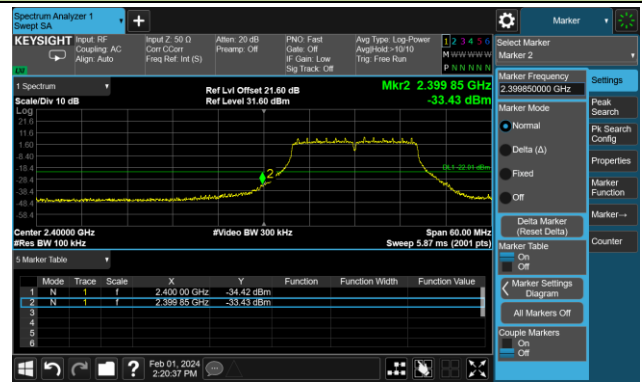 Spectrum Analyzer 1
Swept SA
Marker
KEYSIGHT
Input: RF
Coupling: AC
Align: Auto
Input Z: 50 Ω
Corr CCorr
Freq Ref: Int (S)
Atten: 20 dB
Preamp: Off
PNO: Fast
Gate: Off
IF Gain: Low
Sig Track: Off
Avg Type: Log-Power
Avg|Hold:>10/10
Trig: Free Run
1 2 3 4 5 6
M W W W W W
P N N N N N
LW
Select Marker
Marker 2
1 Spectrum
Scale/Div 10 dB
Ref Lvl Offset 21.60 dB
Ref Level 31.60 dBm
Mkr2 2.399 85 GHz
-33.43 dBm
Log
21.6
11.6
1.60
-8.40
-18.4
-28.4
-38.4
-48.4
-58.4
DL1 -22.01 dBm
2
Center 2.40000 GHz
#Res BW 100 kHz
#Video BW 300 kHz
Span 60.00 MHz
Sweep 5.87 ms (2001 pts)
5 Marker Table
Mode Trace Scale X Y Function Function Width Function Value
1 N 1 f 2.400 00 GHz -34.42 dBm
2 N 1 f 2.399 85 GHz -33.43 dBm
3
4
5
6
Marker Frequency
2.399850000 GHz
Marker Mode
Normal
Delta (Δ)
Fixed
Off
Delta Marker
(Reset Delta)
Marker Table
On
Off
Marker Settings
Diagram
All Markers Off
Couple Markers
On
Off
Settings
Peak
Search
Pk Search
Config
Properties
Marker
Function
Marker→
Counter
?
Feb 01, 2024
2:20:37 PM